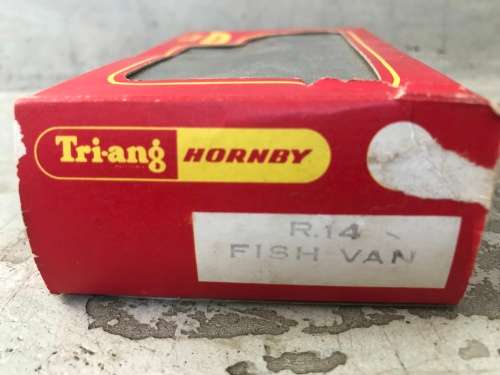 Tri-ang HORNBY
R.14
FISH VAN